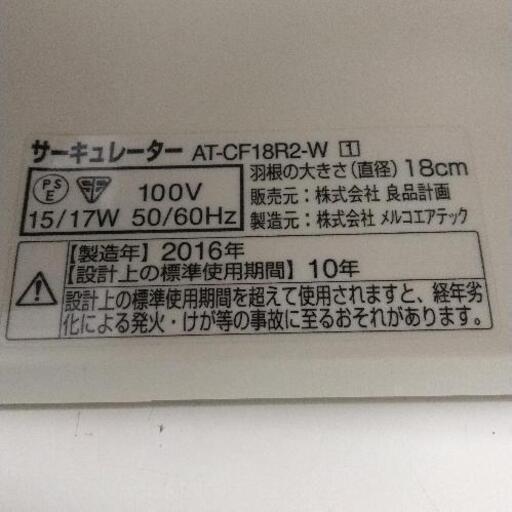 サーキュレーター AT-CF18R2-W 1
PSE 100V
15/17W 50/60Hz
羽根の大きさ(直径)18cm
販売元:株式会社 良品計画
製造元:株式会社 メルコエアテック
【製造年】2016年
【設計上の標準使用期間】10年
設計上の標準使用期間を超えて使用されますと、経年劣
化による発火・けが等の事故に至るおそれがあります。